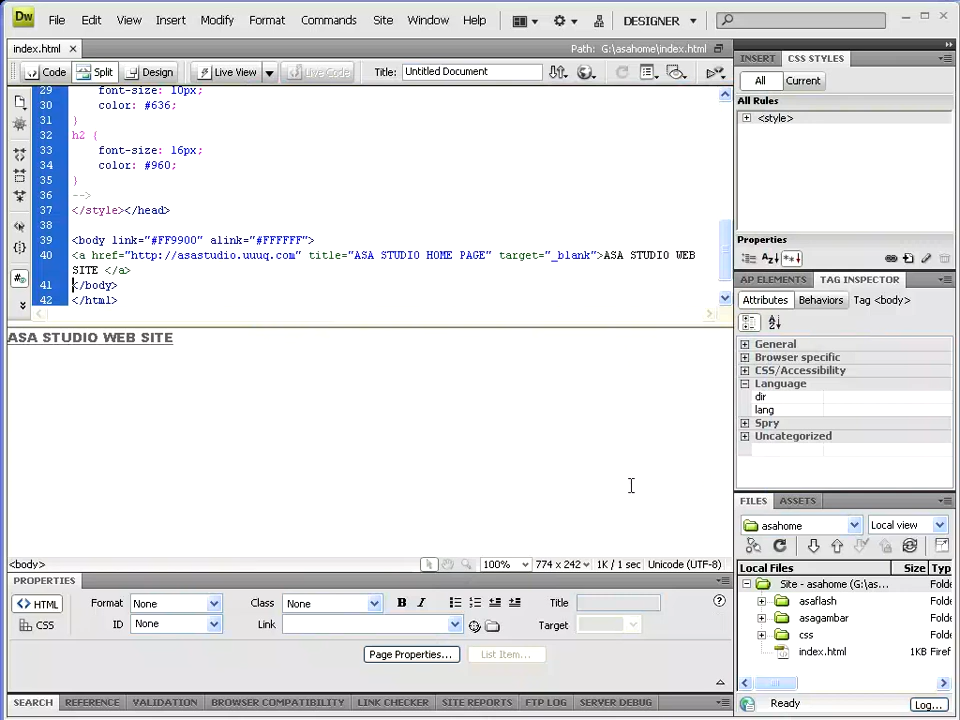 Dw File Edit View Insert Modify Format Commands Site Window Help DESIGNER
index.html Path: G:\asahome\index.html
Code Split Design Live View Live Code Title: Untitled Document
29 font-size: 10px;
30 color: #636;
31 }
32 h2 {
33 font-size: 16px;
34 color: #960;
35 }
36 -->
37 </style></head>
38
39 <body link="#FF9900" alink="#FFFFFF">
40 <a href="http://asastudio.uuuq.com" title="ASA STUDIO HOME PAGE" target="_blank">ASA STUDIO WEB
SITE </a>
41 </body>
42 </html>
ASA STUDIO WEB SITE
<body> 100% 774 x 242 1K / 1 sec Unicode (UTF-8)
PROPERTIES
<> HTML Format None Class None B I Title
CSS ID None Link Target
Page Properties... List Item...
SEARCH REFERENCE VALIDATION BROWSER COMPATIBILITY LINK CHECKER SITE REPORTS FTP LOG SERVER DEBUG
INSERT CSS STYLES
All Current
All Rules
<style>
Properties
AP ELEMENTS TAG INSPECTOR
Attributes Behaviors Tag <body>
General
Browser specific
CSS/Accessibility
Language
dir
lang
Spry
Uncategorized
FILES ASSETS
asahome Local view
Local Files Size Typ
Site - asahome (G:\as... Folde
asaflash Folde
asagambar Folde
css Folde
index.html 1KB Firef
Ready Log...